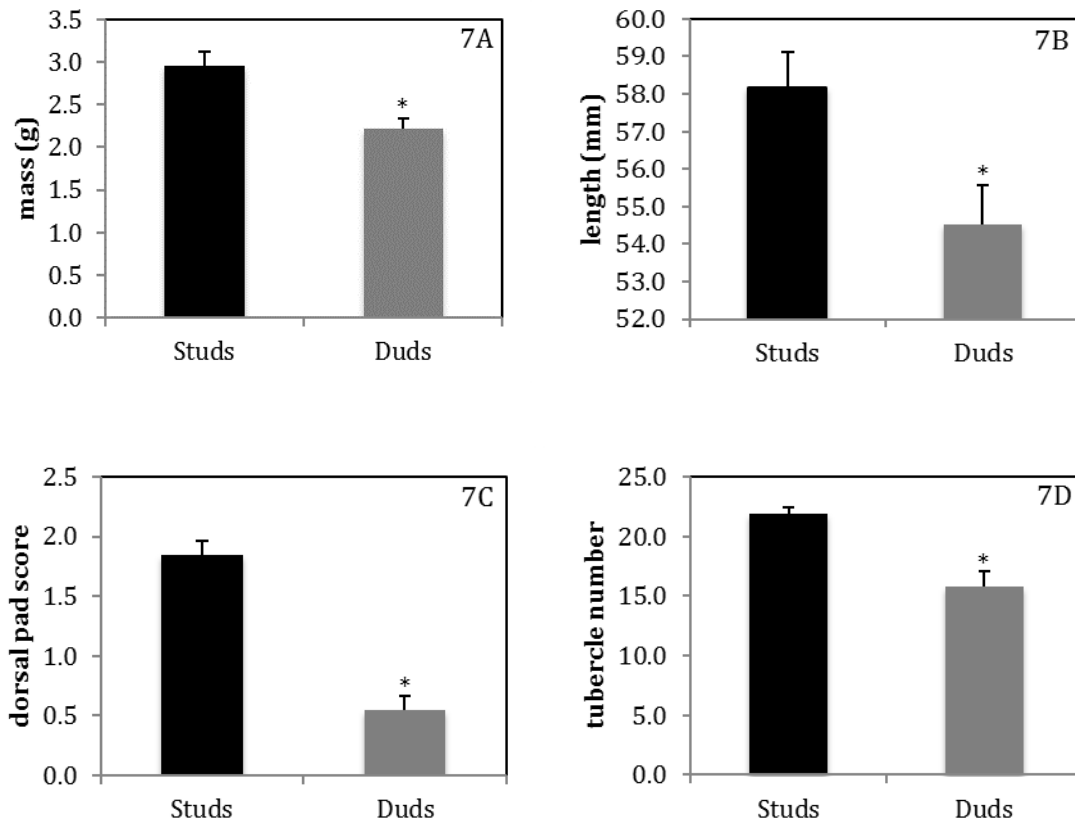 7A
mass (g)
3.5
3.0
2.5
2.0
1.5
1.0
0.5
0.0
*
Studs
Duds
7B
length (mm)
60.0
59.0
58.0
57.0
56.0
55.0
54.0
53.0
52.0
*
Studs
Duds
7C
dorsal pad score
2.5
2.0
1.5
1.0
0.5
0.0
*
Studs
Duds
7D
tubercle number
25.0
20.0
15.0
10.0
5.0
0.0
*
Studs
Duds